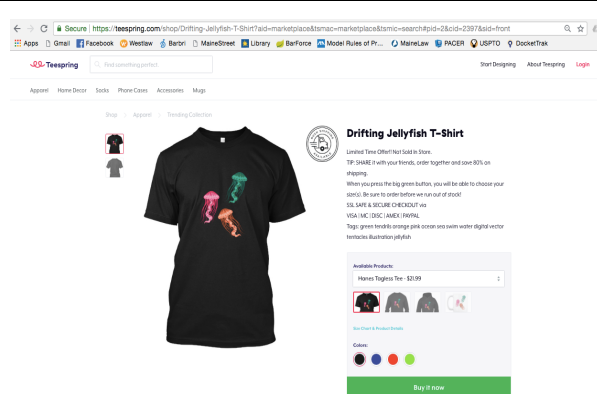 Secure https://teespring.com/shop/Drifting-Jellyfish-T-Shirt?aid=marketplace&tsmac=marketplace&tsmic=search#pid=2&cid=2397&sid=front
Apps Gmail Facebook Westlaw Barbri MaineStreet Library BarForce Model Rules of Pr... MaineLaw PACER USPTO DocketTrak
Teespring Find something perfect Start Designing About Teespring Login
Apparel Home Decor Socks Phone Cases Accessories Mugs
Shop Apparel Trending Collection
Drifting Jellyfish T-Shirt
Limited Time Offer!! Not Sold In Store.
TIP: SHARE it with your friends, order together and save 80% on
shipping.
When you press the big green button, you will be able to choose your
size(s). Be sure to order before we run out of stock!
SSL SAFE & SECURE CHECKOUT via
VISA | MC | DISC | AMEX | PAYPAL
Tags: green tendrils orange pink ocean sea swim water digital vector
tentacles illustration jellyfish
Available Products:
Hanes Tagless Tee - $21.99
Size Chart & Product Details
Colors:
Buy it now